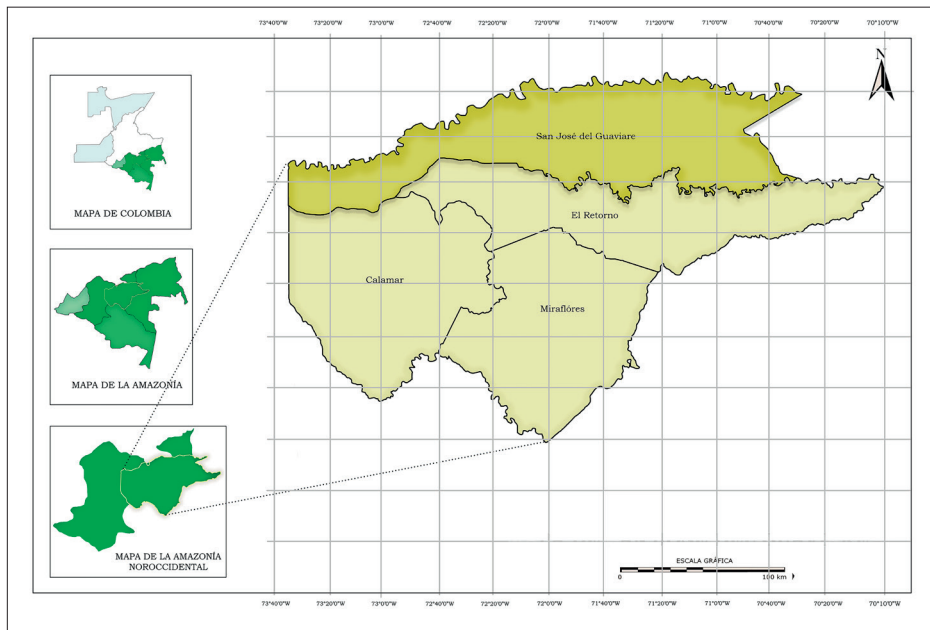 73°40'0"W 73°20'0"W 73°0'0"W 72°40'0"W 72°20'0"W 72°0'0"W 71°40'0"W 71°20'0"W 71°0'0"W 70°40'0"W 70°20'0"W 70°10'0"W
N
San José del Guaviare
MAPA DE COLOMBIA
El Retorno
Calamar
Miraflóres
MAPA DE LA AMAZONÍA
MAPA DE LA AMAZONÍA
NOROCCIDENTAL
ESCALA GRÁFICA
0 100 km
73°40'0"W 73°20'0"W 73°0'0"W 72°40'0"W 72°20'0"W 72°0'0"W 71°40'0"W 71°20'0"W 71°0'0"W 70°40'0"W 70°20'0"W 70°10'0"W